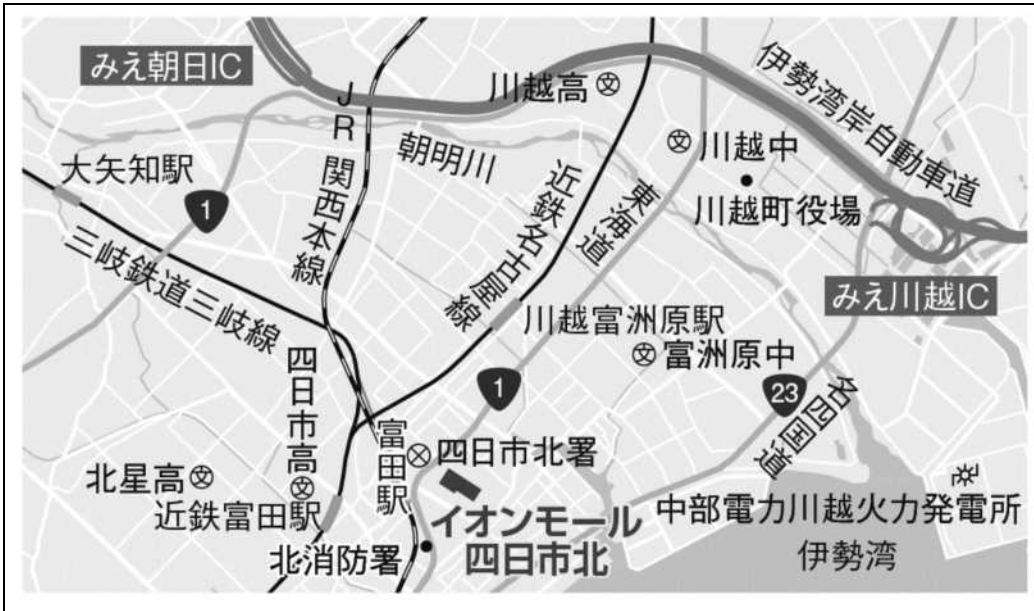 みえ朝日IC
川越高
伊勢湾岸自動車道
JR関西本線
朝明川
川越中
大矢知駅
1
近鉄名古屋線
東海道
川越町役場
三岐鉄道三岐線
みえ川越IC
川越富洲原駅
富洲原中
四日市高
1
23
名四国道
富田駅
四日市北署
北星高
近鉄富田駅
イオンモール
四日市北
中部電力川越火力発電所
北消防署
伊勢湾